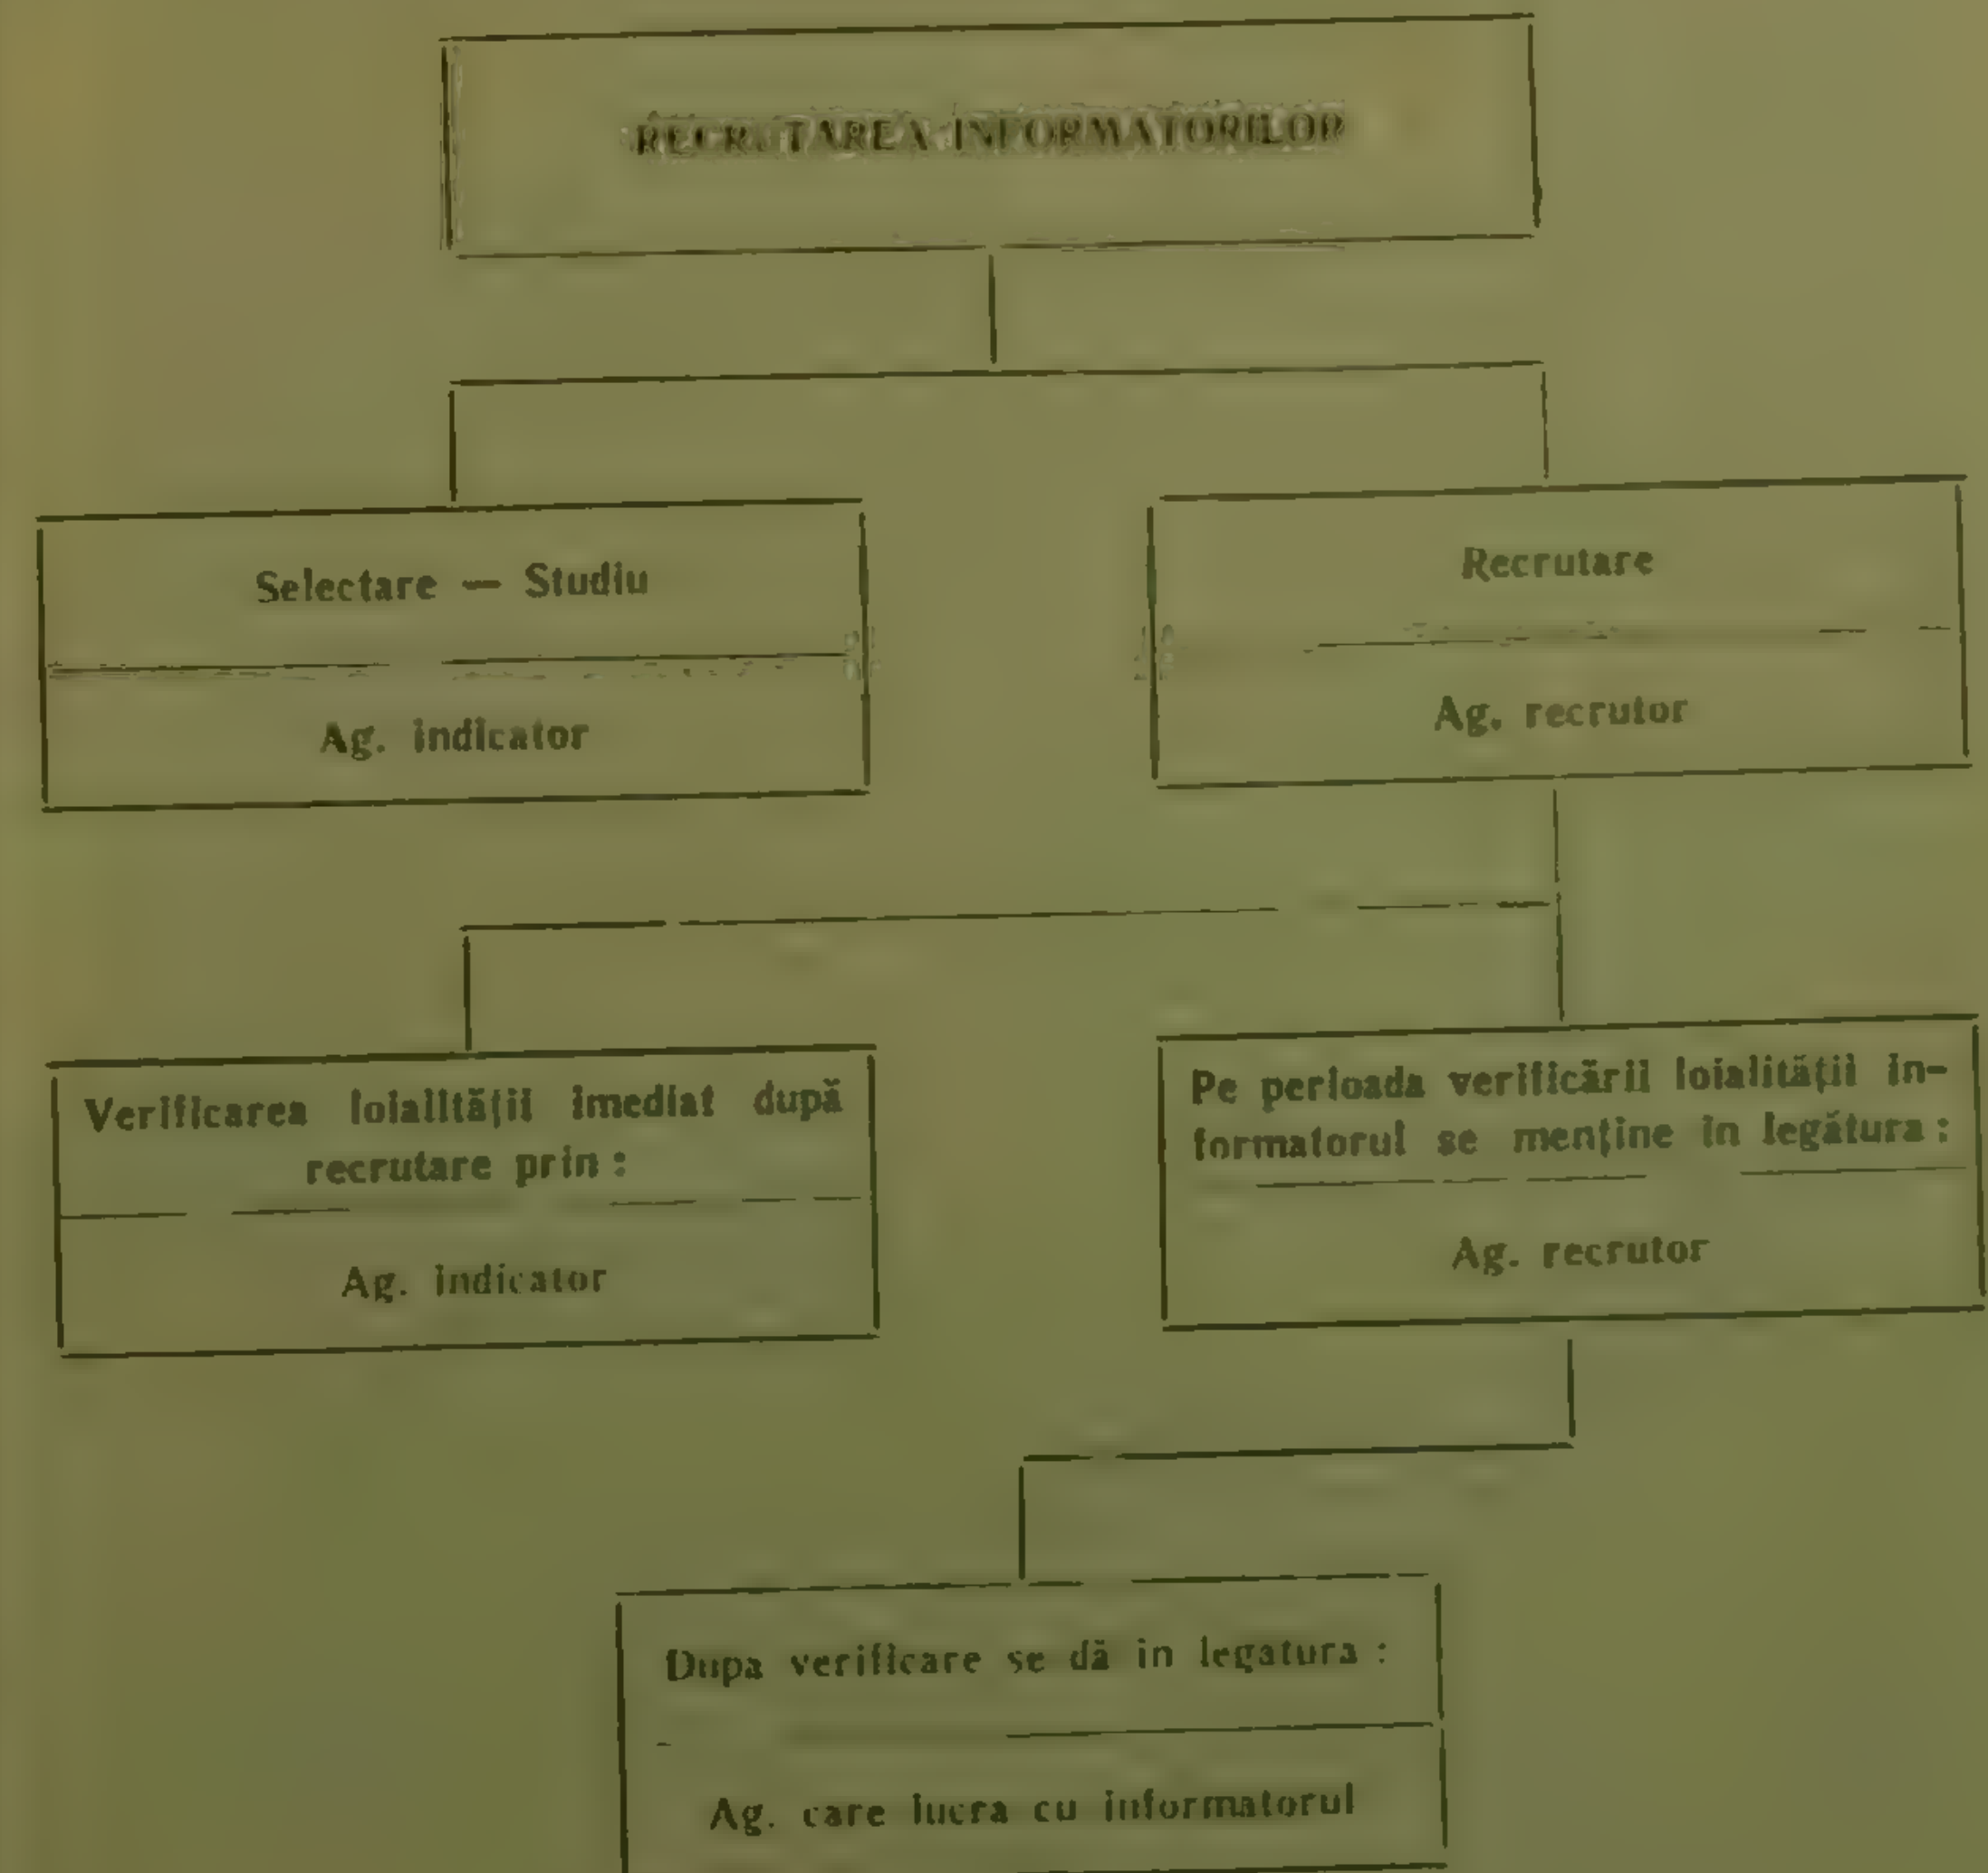 RECRUTAREA INFORMATORILOR
Selectare — Studiu
Ag. indicator
Recrutare
Ag. recrutor
Verificarea loialității imediat după
recrutare prin :
Ag. indicator
Pe perioada verificării loialității in-
formatorul se menține in legătura :
Ag. recrutor
Dupa verificare se dă in legatura :
Ag. care lucra cu informatorul